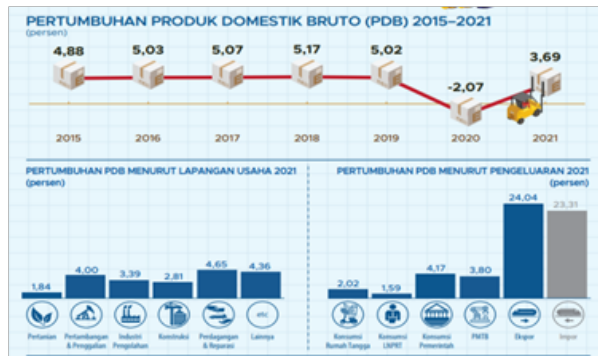 PERTUMBUHAN PRODUK DOMESTIK BRUTO (PDB) 2015–2021
(persen)
4,88 5,03 5,07 5,17 5,02 -2,07 3,69
2015 2016 2017 2018 2019 2020 2021
PERTUMBUHAN PDB MENURUT LAPANGAN USAHA 2021
(persen)
1,84 4,00 3,39 2,81 4,65 4,36
etc
Pertanian Pertambangan Industri Konstruksi Perdagangan Lainnya
& Penggalian Pengolahan & Reparasi
PERTUMBUHAN PDB MENURUT PENGELUARAN 2021
(persen)
2,02 1,59 4,17 3,80 24,04 23,31
Konsumsi Konsumsi Konsumsi PMTB Ekspor Impor
Rumah Tangga LNPRT Pemerintah